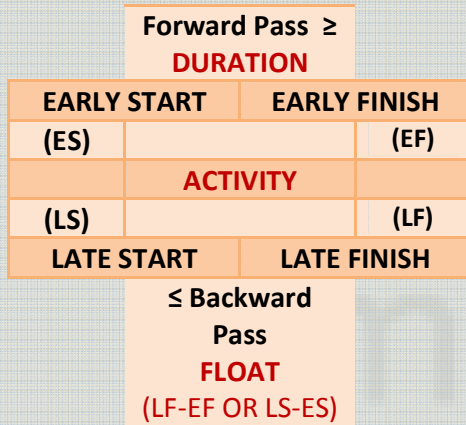 Forward Pass ≥
DURATION
EARLY START EARLY FINISH
(ES) (EF)
ACTIVITY
(LS) (LF)
LATE START LATE FINISH
≤ Backward
Pass
FLOAT
(LF-EF OR LS-ES)